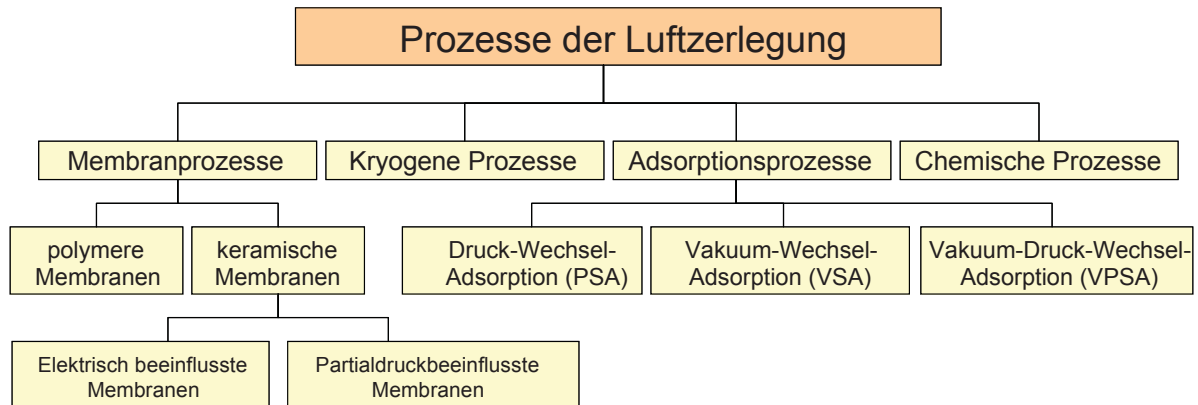 Prozesse der Luftzerlegung
Membranprozesse
Kryogene Prozesse
Adsorptionsprozesse
Chemische Prozesse
polymere
Membranen
keramische
Membranen
Druck-Wechsel-
Adsorption (PSA)
Vakuum-Wechsel-
Adsorption (VSA)
Vakuum-Druck-Wechsel-
Adsorption (VPSA)
Elektrisch beeinflusste
Membranen
Partialdruckbeeinflusste
Membranen